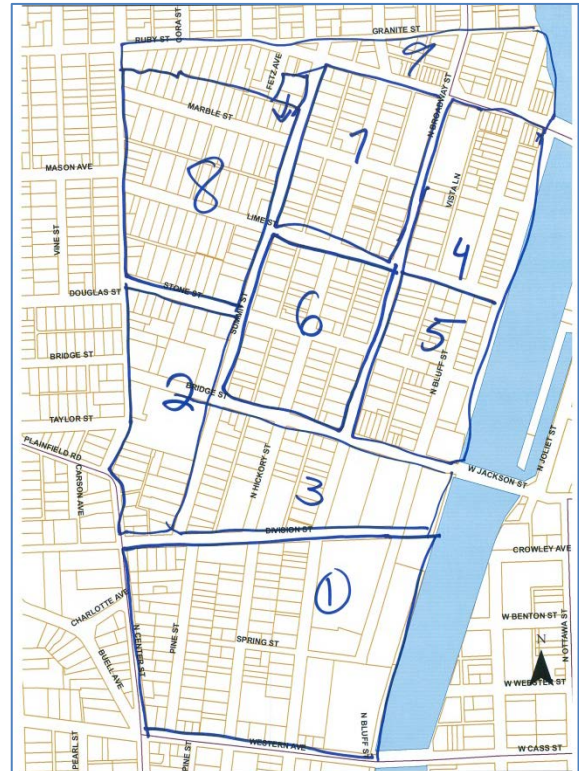 CORA ST
RUBY ST
GRANITE ST
FETZ AVE
9
N BROADWAY ST
MARBLE ST
7
MASON AVE
8
VISTA LN
VINE ST
LIME ST
4
DOUGLAS ST
STONE ST
SUMMIT ST
6
5
BRIDGE ST
N BLUFF ST
BRIDGE ST
2
TAYLOR ST
PLAINFIELD RD
CARSON AVE
N HICKORY ST
3
W JACKSON ST
N JOLIET ST
DIVISION ST
CROWLEY AVE
1
CHARLOTTE AVE
N CENTER ST
PINE ST
W BENTON ST
N OTTAWA ST
BUELL AVE
SPRING ST
N
W WEBSTER ST
N BLUFF ST
PEARL ST
PINE ST
WESTERN AVE
W CASS ST